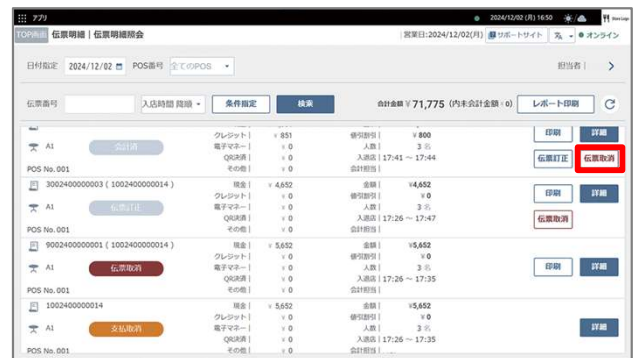 アプリ 2024/12/02 (月) 16:50
TOP画面 伝票明細 | 伝票明細照会 営業日:2024/12/02(月) サポートサイト オンライン
日付指定 2024/12/02 POS番号 全てのPOS 担当者 |
伝票番号 入店時間 降順 条件指定 検索 合計金額 ¥ 71,775 (内未会計金額 : 0) レポート印刷
クレジット | ¥ 851 値引割引 | ¥ 800 印刷 詳細
A1 会計済 電子マネー | ¥ 0 人数 | 3 名
QR決済 | ¥ 0 入退店 | 17:41 ～ 17:44 伝票訂正 伝票取消
POS No. 001 その他 | ¥ 0 会計担当 |
3002400000003 ( 1002400000014 ) 現金 | ¥ 4,652 金額 | ¥4,652
クレジット | ¥ 0 値引割引 | ¥ 0 印刷 詳細
A1 伝票訂正 電子マネー | ¥ 0 人数 | 3 名
QR決済 | ¥ 0 入退店 | 17:26 ～ 17:47 伝票取消
POS No. 001 その他 | ¥ 0 会計担当 |
9002400000001 ( 1002400000014 ) 現金 | ¥ 5,652 金額 | ¥5,652
クレジット | ¥ 0 値引割引 | ¥ 0
A1 伝票取消 電子マネー | ¥ 0 人数 | 3 名 印刷 詳細
QR決済 | ¥ 0 入退店 | 17:26 ～ 17:35
POS No. 001 その他 | ¥ 0 会計担当 |
1002400000014 現金 | ¥ 5,652 金額 | ¥5,652
クレジット | ¥ 0 値引割引 | ¥ 0
A1 支払取消 電子マネー | ¥ 0 人数 | 3 名 詳細
QR決済 | ¥ 0 入退店 | 17:26 ～ 17:35
POS No. 001 その他 | ¥ 0